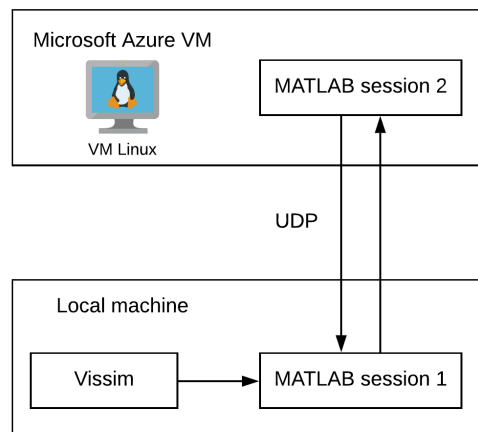 Microsoft Azure VM
MATLAB session 2
VM Linux
UDP
Local machine
Vissim
MATLAB session 1